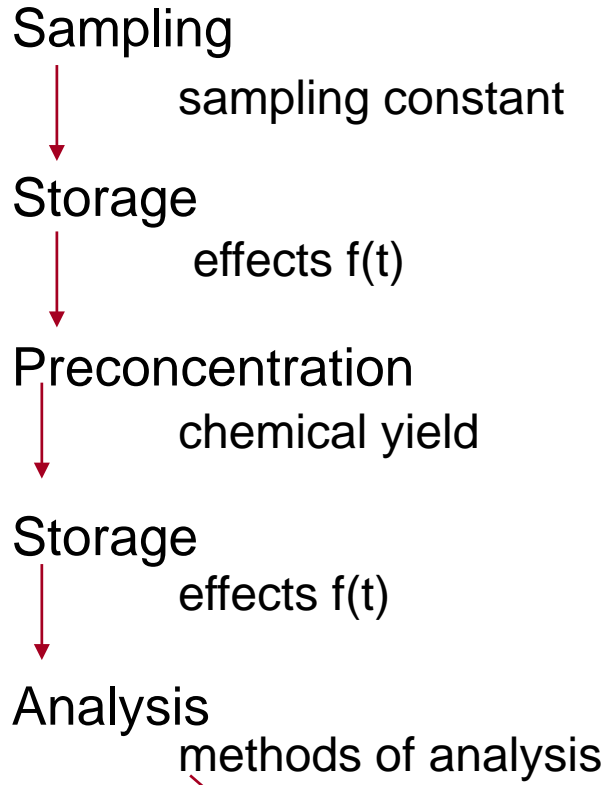 Sampling
sampling constant
Storage
effects f(t)
Preconcentration
chemical yield
Storage
effects f(t)
Analysis
methods of analysis